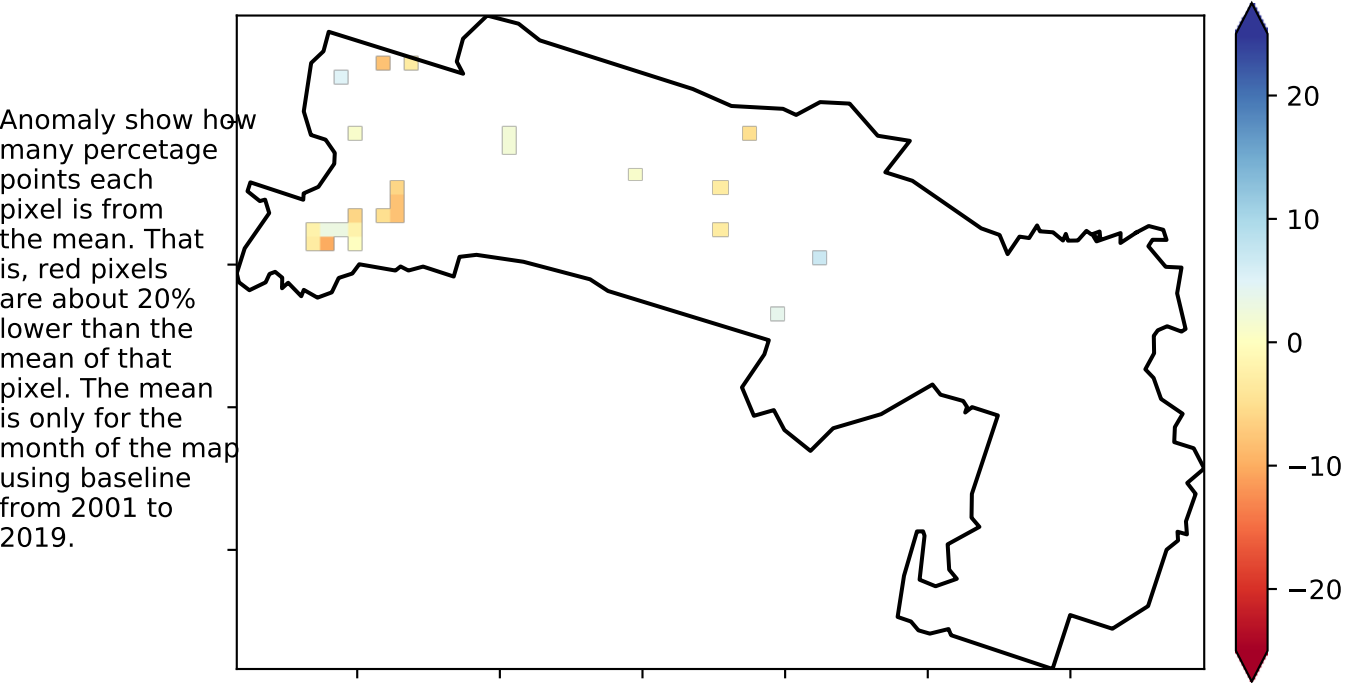 Anomaly show how
many percetage
points each
pixel is from
the mean. That
is, red pixels
are about 20%
lower than the
mean of that
pixel. The mean
is only for the
month of the map
using baseline
from 2001 to
2019.
20
10
0
−10
−20